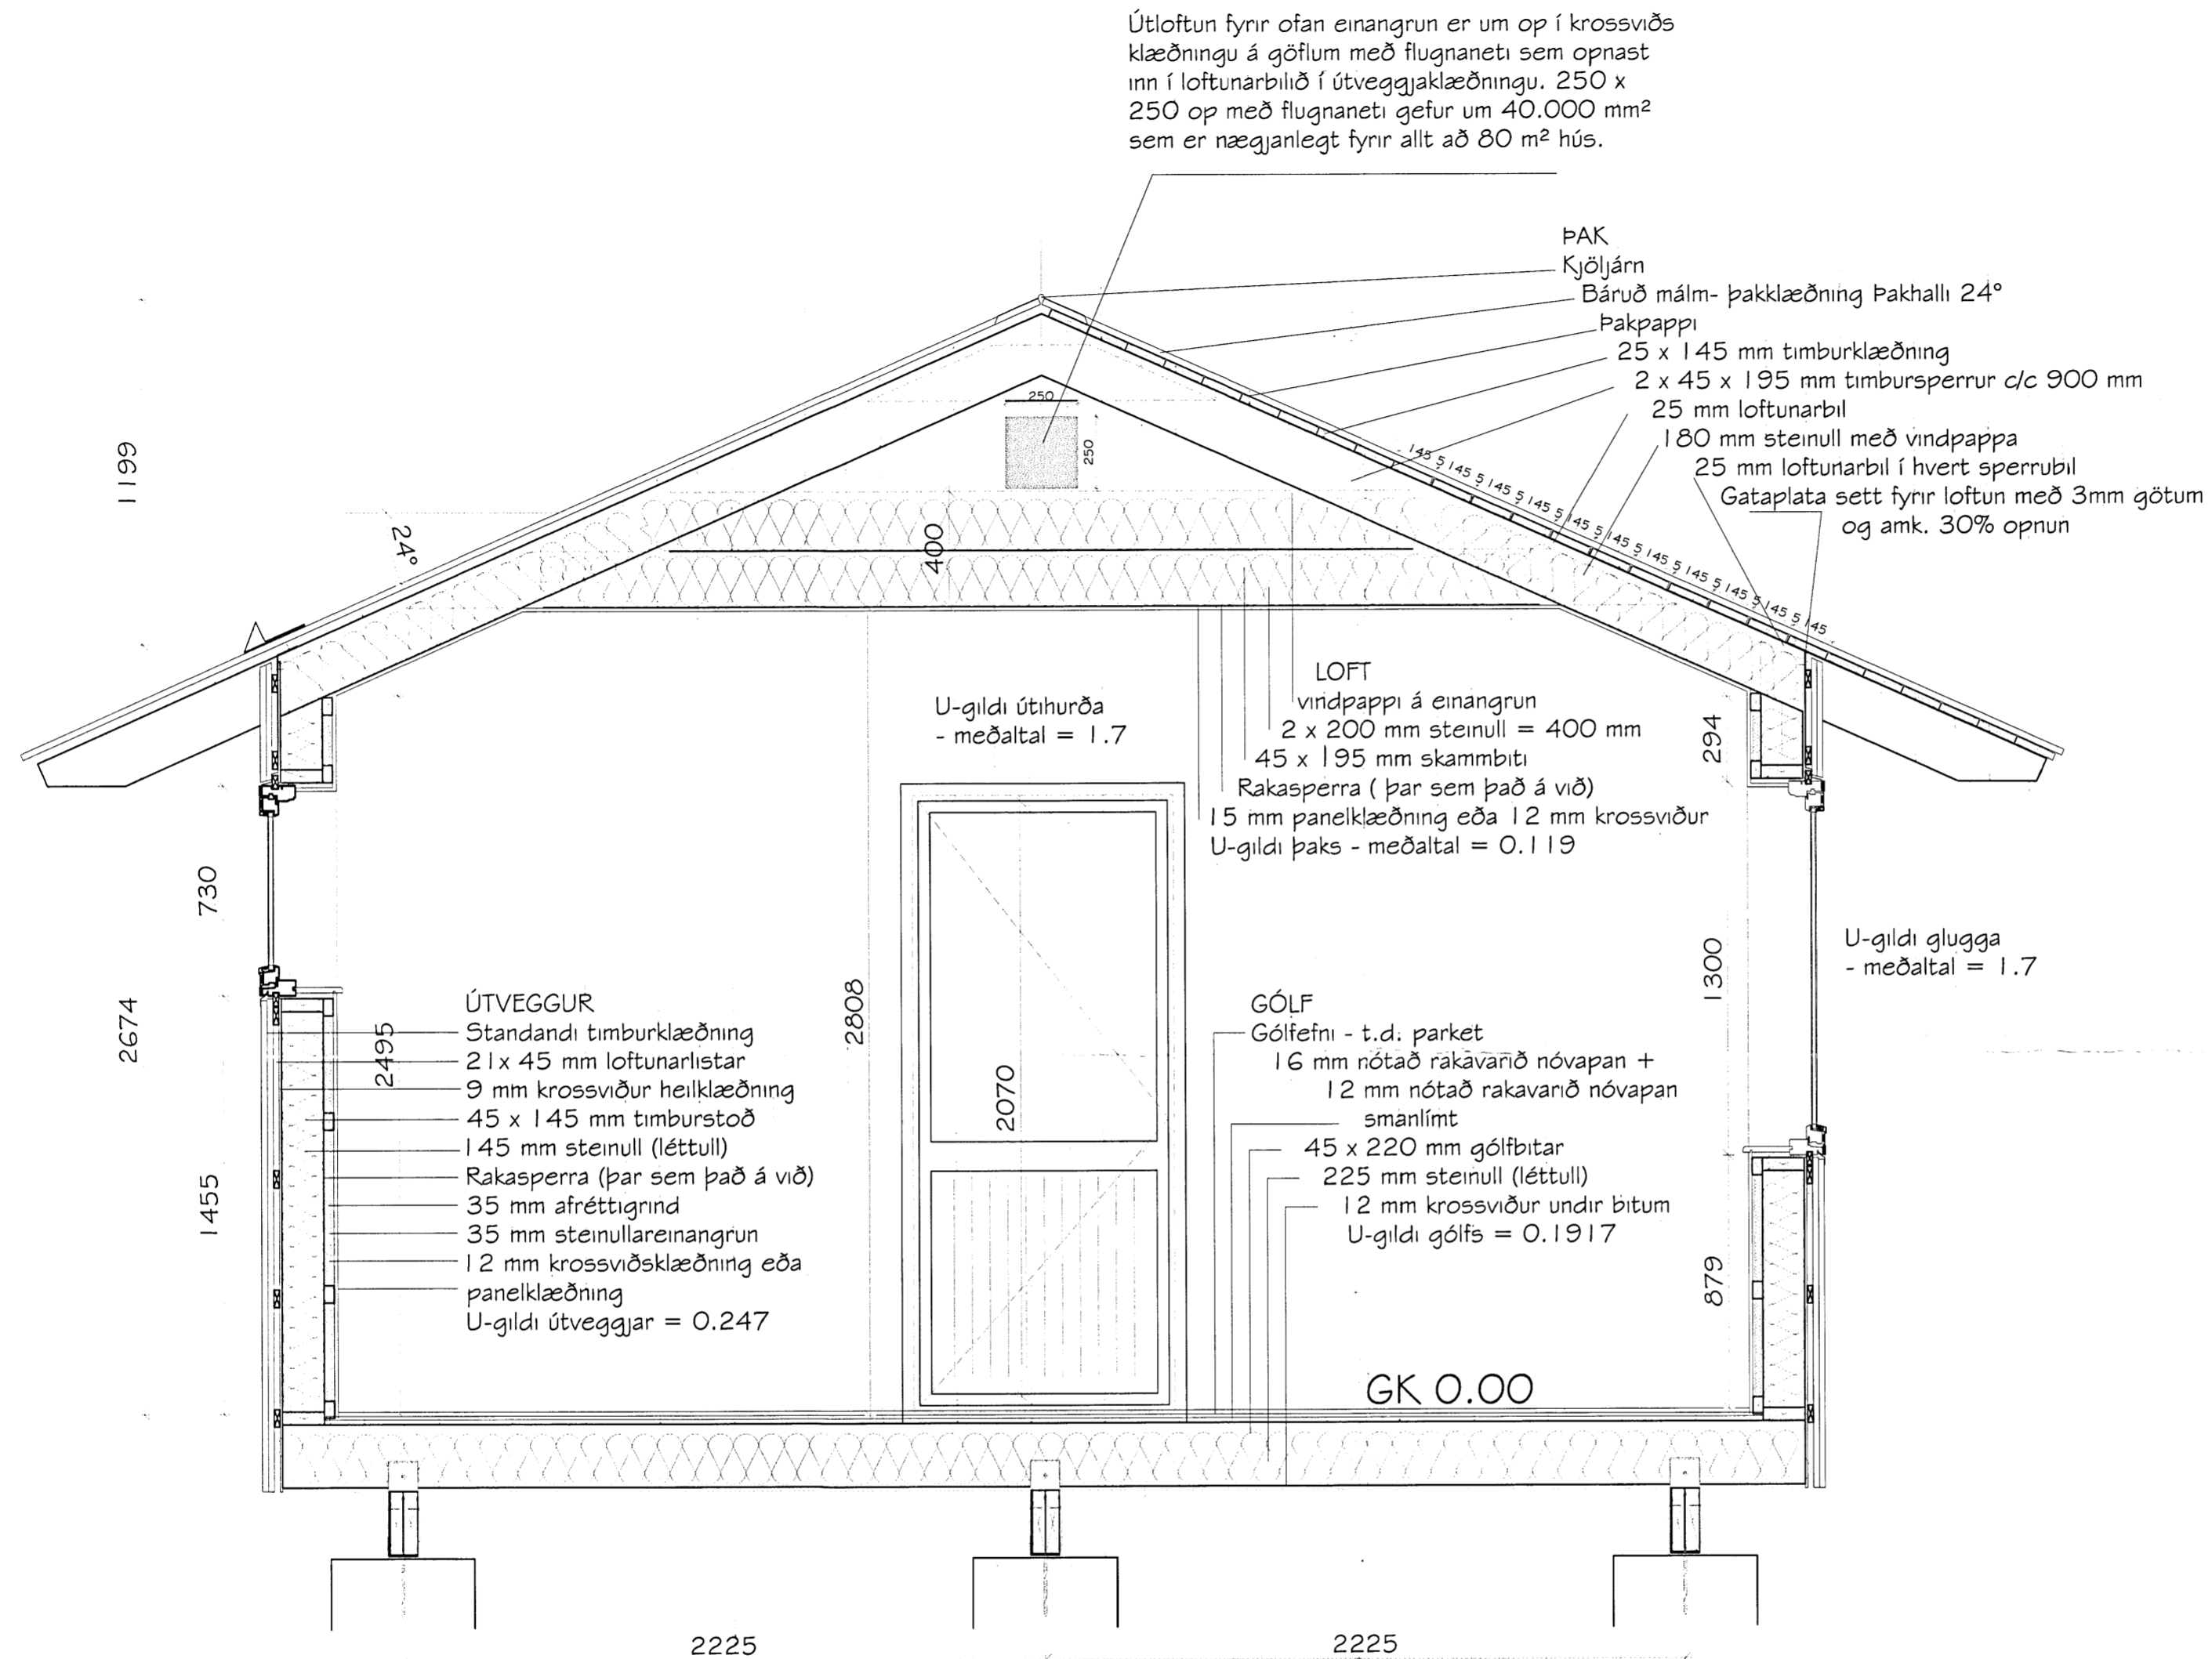 Útloftun fyrir ofan einangrun er um op í krossviðs
klæðningu á göflum með flugnaneti sem opnast
inn í loftunarbilið í útveggjaklæðningu. 250 x
250 op með flugnaneti gefur um 40.000 mm²
sem er nægjanlegt fyrir allt að 80 m² hús.
ÞAK
Kjöljárn
Báruð málm- þakklæðning Þakhalli 24°
Þakpappi
25 x 145 mm timburklæðning
2 x 45 x 195 mm timbursperrur c/c 900 mm
25 mm loftunarbil
180 mm steinull með vindpappa
25 mm loftunarbil í hvert sperrubil
Gataplata sett fyrir loftun með 3mm götum
og amk. 30% opnun
250
250
145 5 145 5 145 5 145 5 145 5 145 5 145 5 145 5 145 5 145 5 145
1199
24°
400
LOFT
vindpappi á einangrun
2 x 200 mm steinull = 400 mm
45 x 195 mm skammbiti
Rakasperra ( þar sem það á við)
15 mm panelklæðning eða 12 mm krossviður
U-gildi þaks - meðaltal = 0.119
U-gildi útihurða
- meðaltal = 1.7
294
730
2674
1455
2495
2808
2070
1300
879
U-gildi glugga
- meðaltal = 1.7
ÚTVEGGUR
Standandi timburklæðning
21x 45 mm loftunarlistar
9 mm krossviður heilklæðning
45 x 145 mm timburstoð
145 mm steinull (léttull)
Rakasperra (þar sem það á við)
35 mm afréttigrind
35 mm steinullareinangrun
12 mm krossviðsklæðning eða
panelklæðning
U-gildi útveggjar = 0.247
GÓLF
Gólfefni - t.d. parket
16 mm nótað rakavarið nóvapan +
12 mm nótað rakavarið nóvapan
smanlímt
45 x 220 mm gólfbitar
225 mm steinull (léttull)
12 mm krossviður undir bitum
U-gildi gólfs = 0.1917
GK 0.00
2225
2225